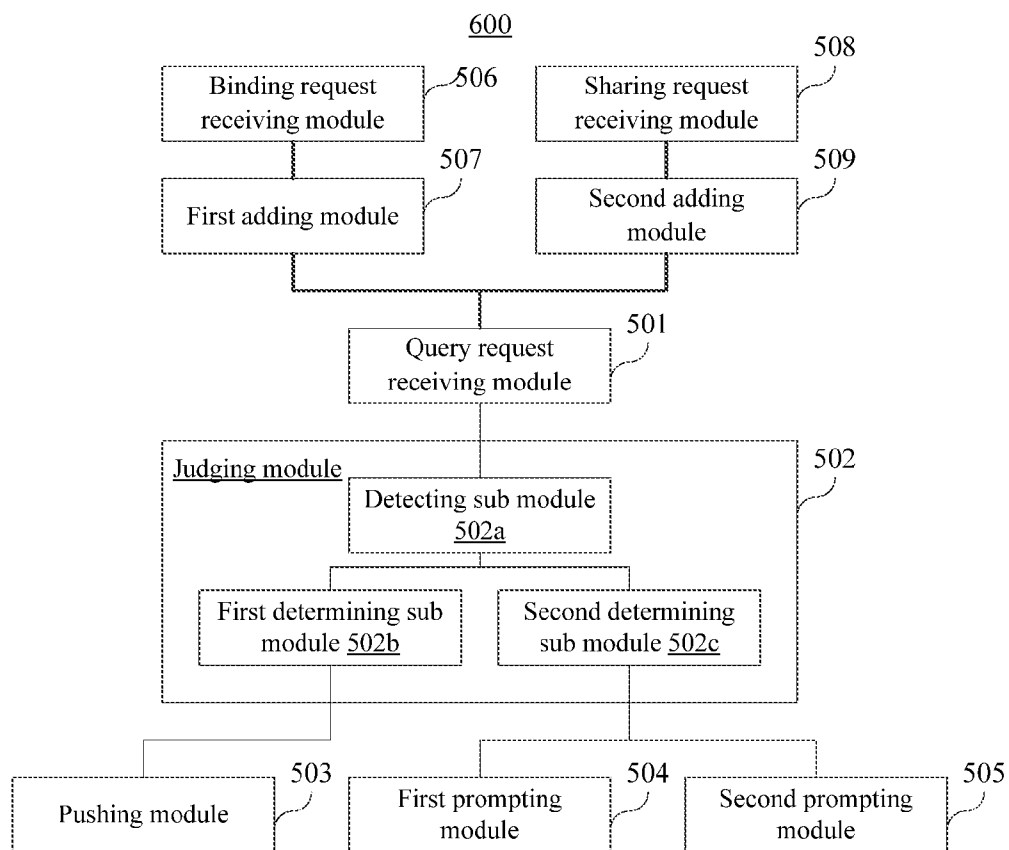 600
Binding request
receiving module
506
Sharing request
receiving module
508
First adding module
507
Second adding
module
509
Query request
receiving module
501
Judging module
502
Detecting sub module
502a
First determining sub
module 502b
Second determining
sub module 502c
Pushing module
503
First prompting
module
504
Second prompting
module
505